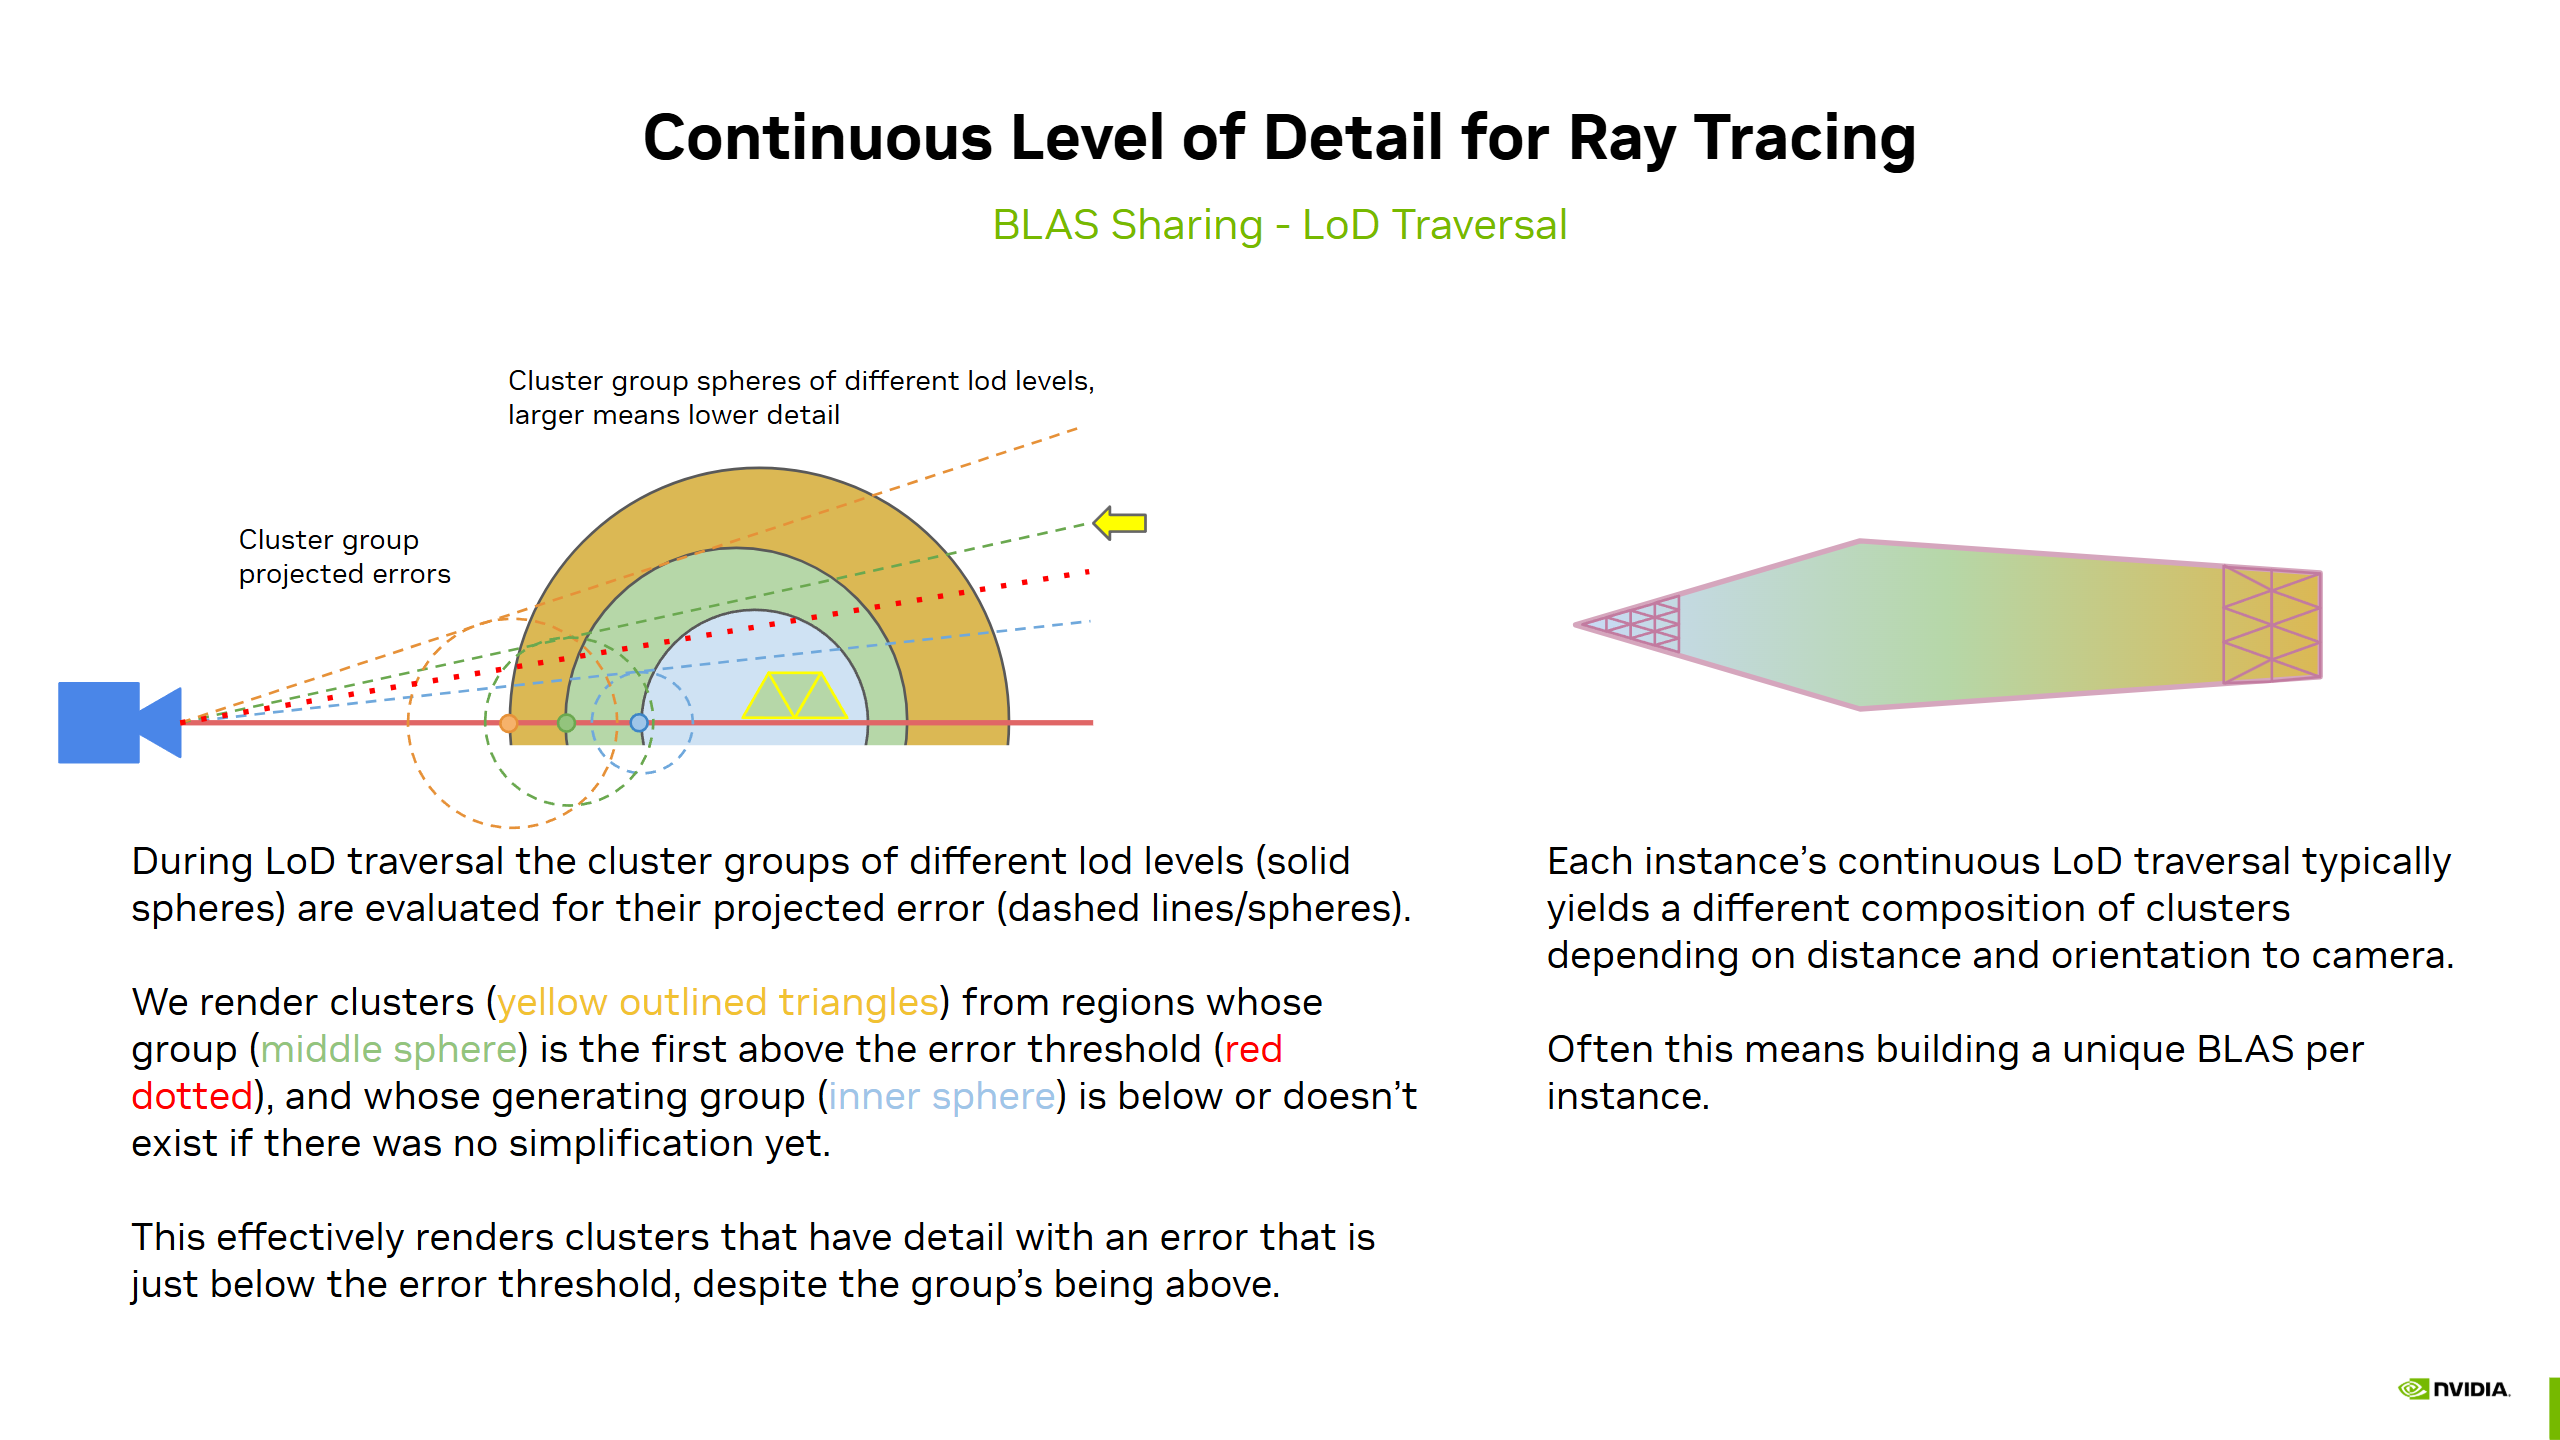 Continuous Level of Detail for Ray Tracing
BLAS Sharing - LoD Traversal
Cluster group spheres of different lod levels,
larger means lower detail
Cluster group
projected errors
During LoD traversal the cluster groups of different lod levels (solid
spheres) are evaluated for their projected error (dashed lines/spheres).
We render clusters (yellow outlined triangles) from regions whose
group (middle sphere) is the first above the error threshold (red
dotted), and whose generating group (inner sphere) is below or doesn’t
exist if there was no simplification yet.
This effectively renders clusters that have detail with an error that is
just below the error threshold, despite the group’s being above.
Each instance’s continuous LoD traversal typically
yields a different composition of clusters
depending on distance and orientation to camera.
Often this means building a unique BLAS per
instance.
NVIDIA.